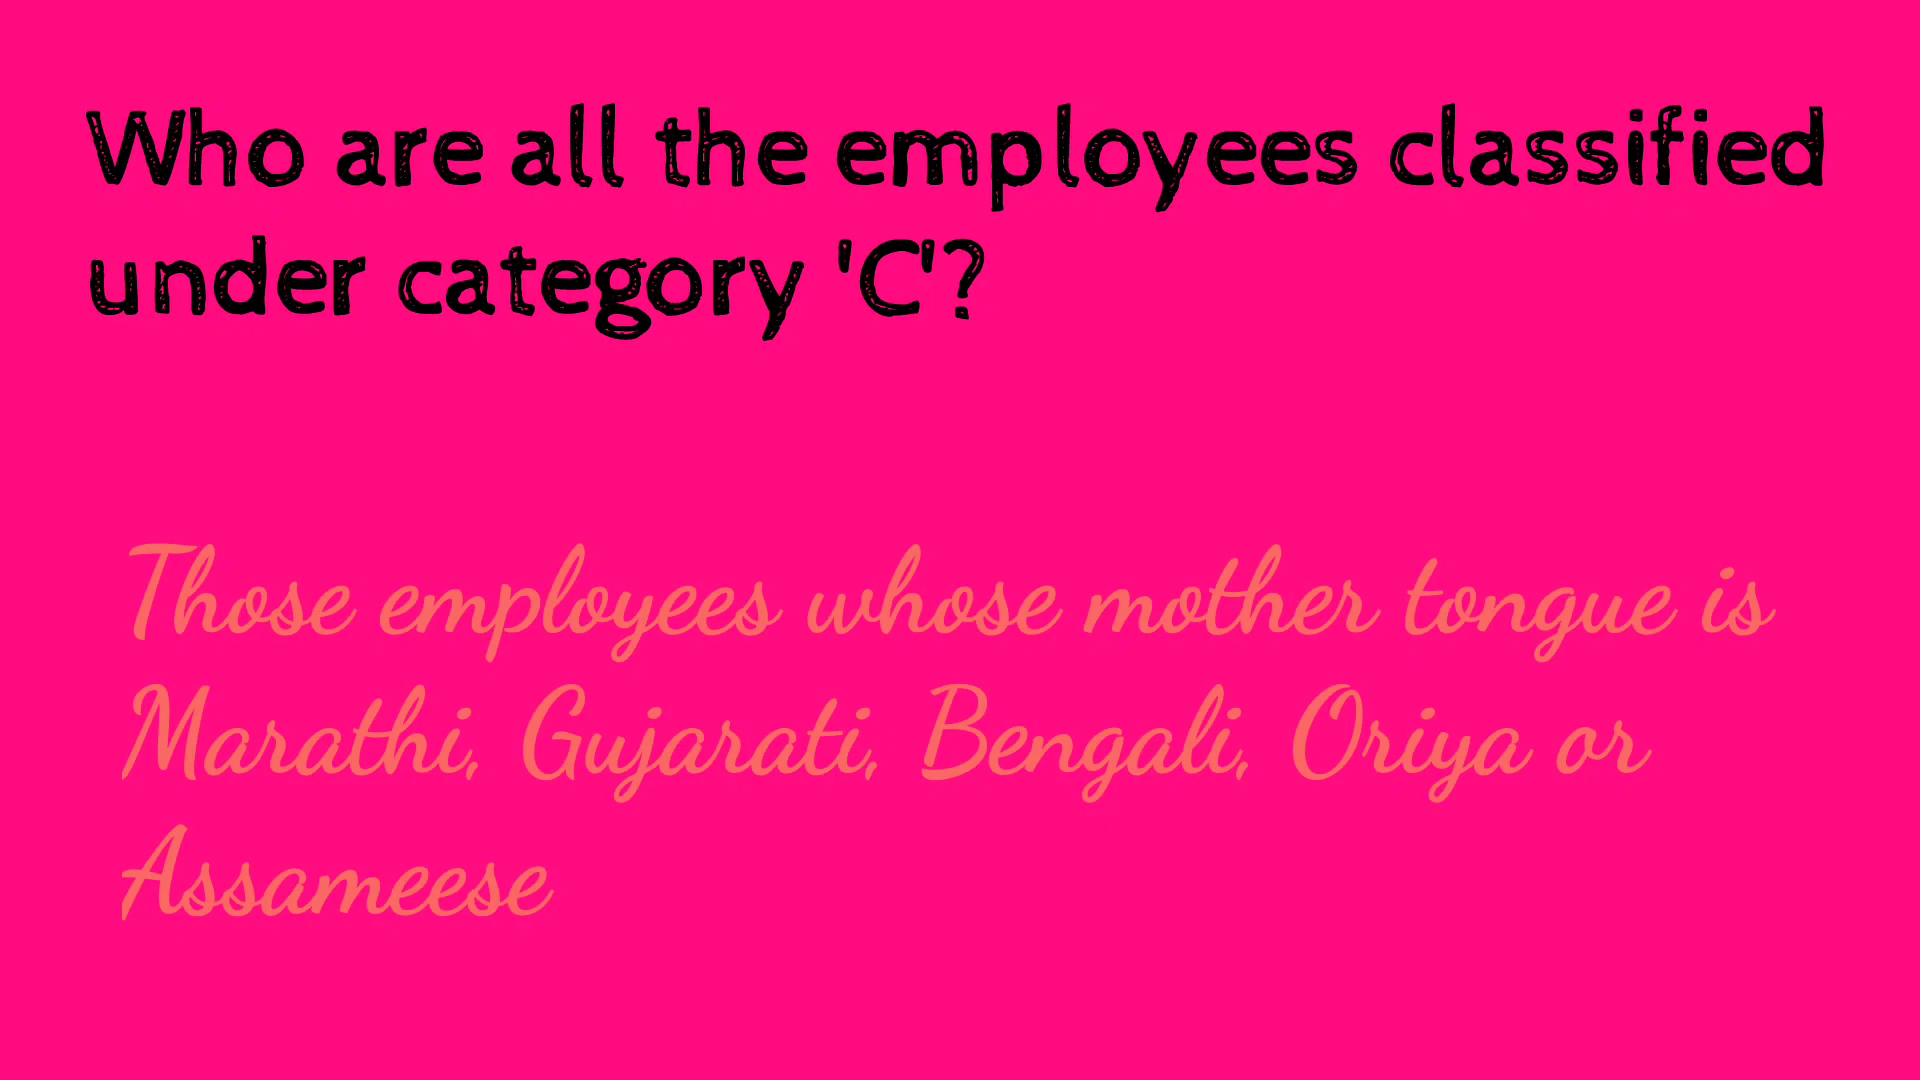 Who are all the employees classified
under category 'C'?
Those employees whose mother tongue is
Marathi, Gujarati, Bengali, Oriya or
Assameese